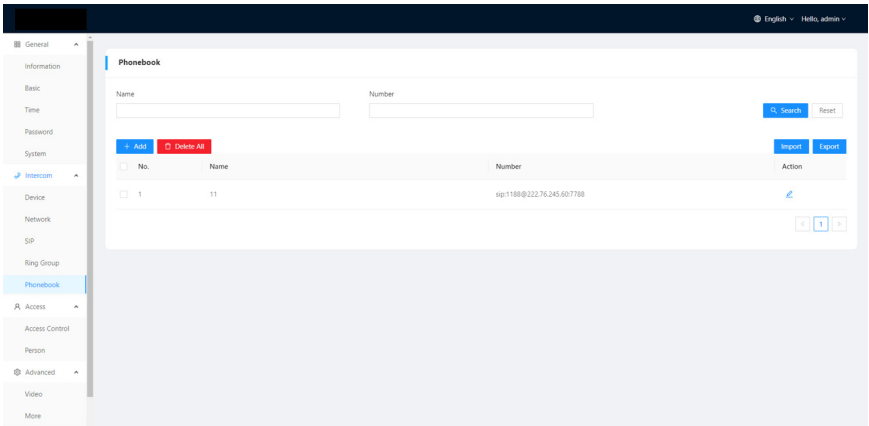 English Hello, admin
General
Information
Basic
Time
Password
System
Intercom
Device
Network
SIP
Ring Group
Phonebook
Access
Access Control
Person
Advanced
Video
More
Phonebook
Name Number
Search Reset
+ Add Delete All Import Export
No. Name Number Action
1 11 sip:1188@222.76.245.60:7788
< 1 >